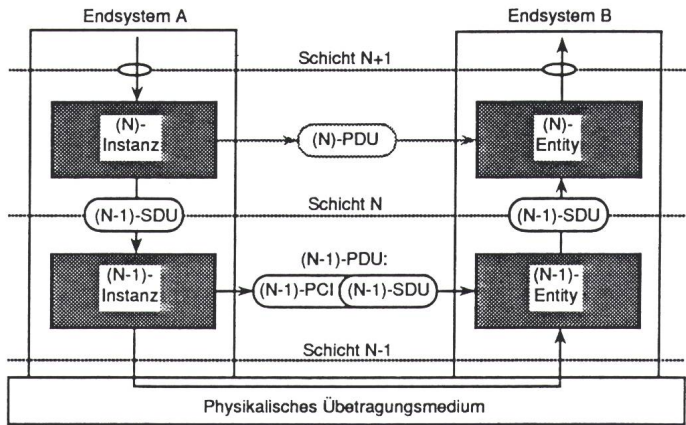 Endsystem A
Endsystem B
Schicht N+1
(N)-
Instanz
(N)-PDU
(N)-
Entity
(N-1)-SDU
Schicht N
(N-1)-SDU
(N-1)-PDU:
(N-1)-
Instanz
(N-1)-PCI
(N-1)-SDU
(N-1)-
Entity
Schicht N-1
Physikalisches Übetragungsmedium